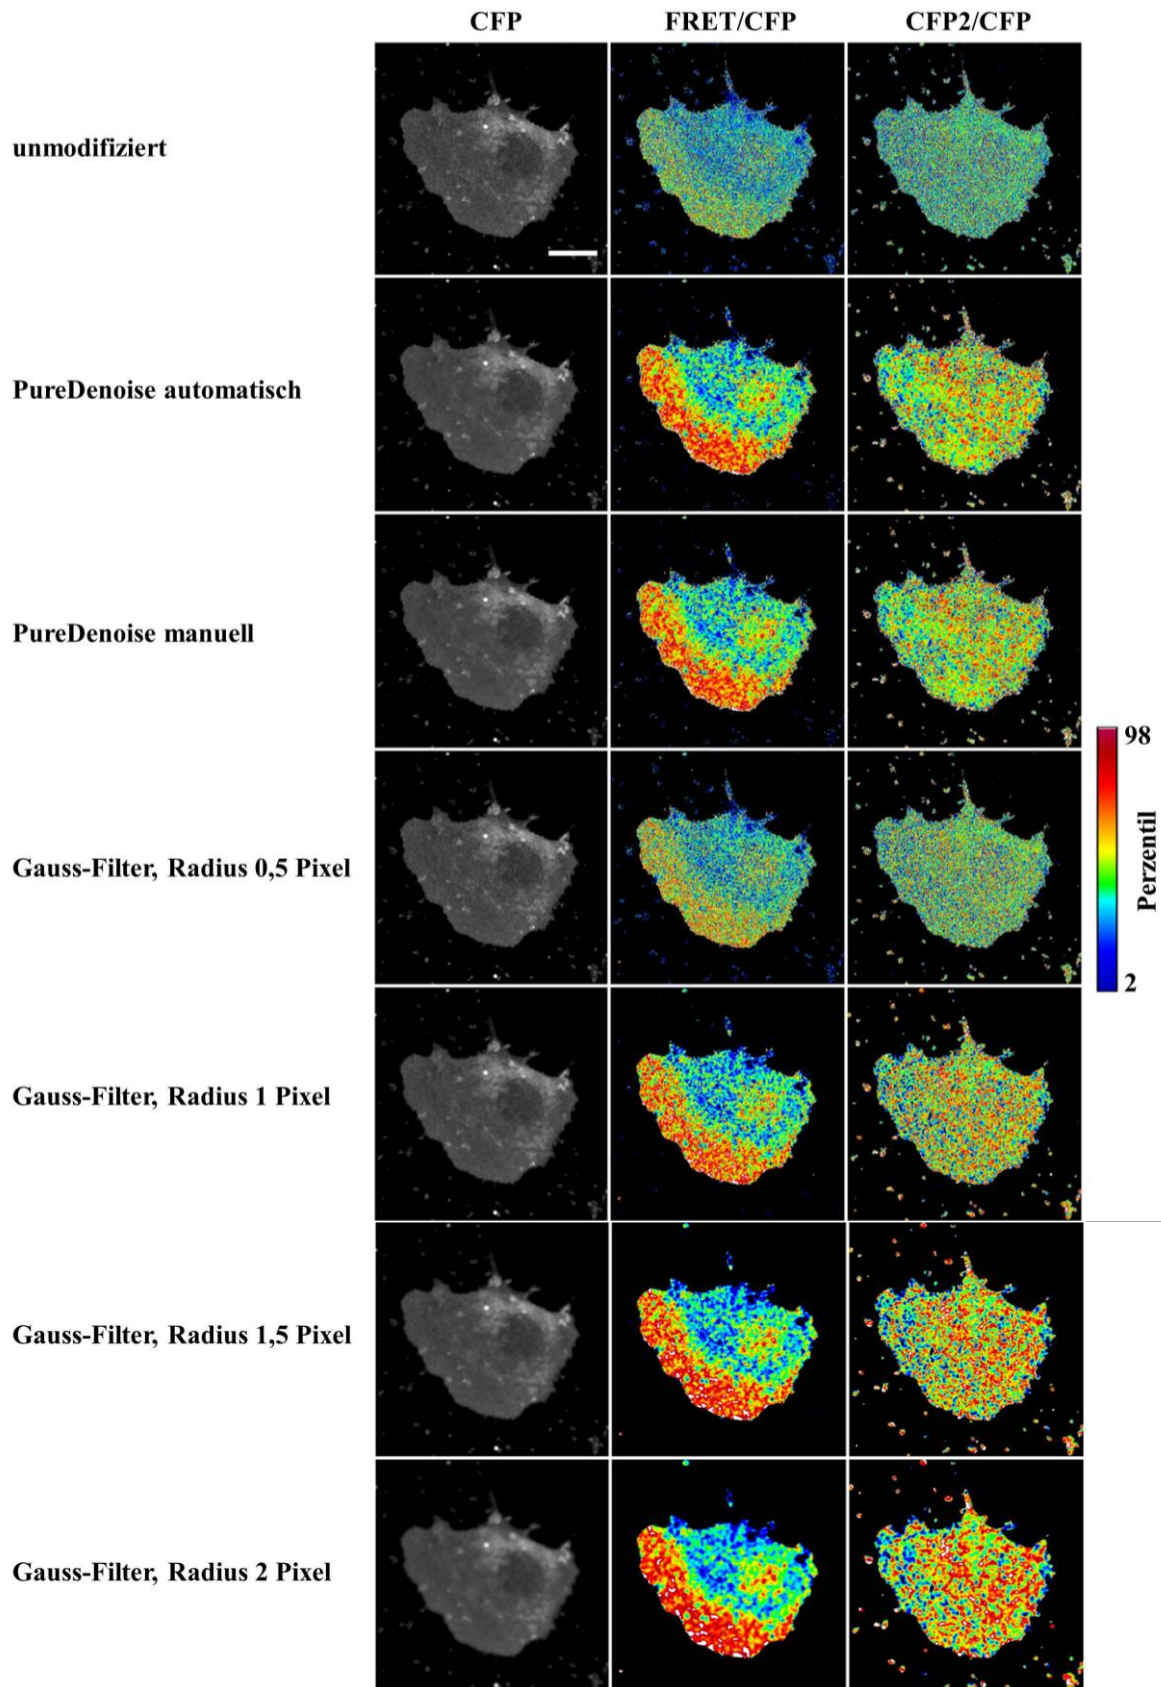 CFP FRET/CFP CFP2/CFP
unmodifiziert
PureDenoise automatisch
PureDenoise manuell
98
Perzentil
2
Gauss-Filter, Radius 0,5 Pixel
Gauss-Filter, Radius 1 Pixel
Gauss-Filter, Radius 1,5 Pixel
Gauss-Filter, Radius 2 Pixel